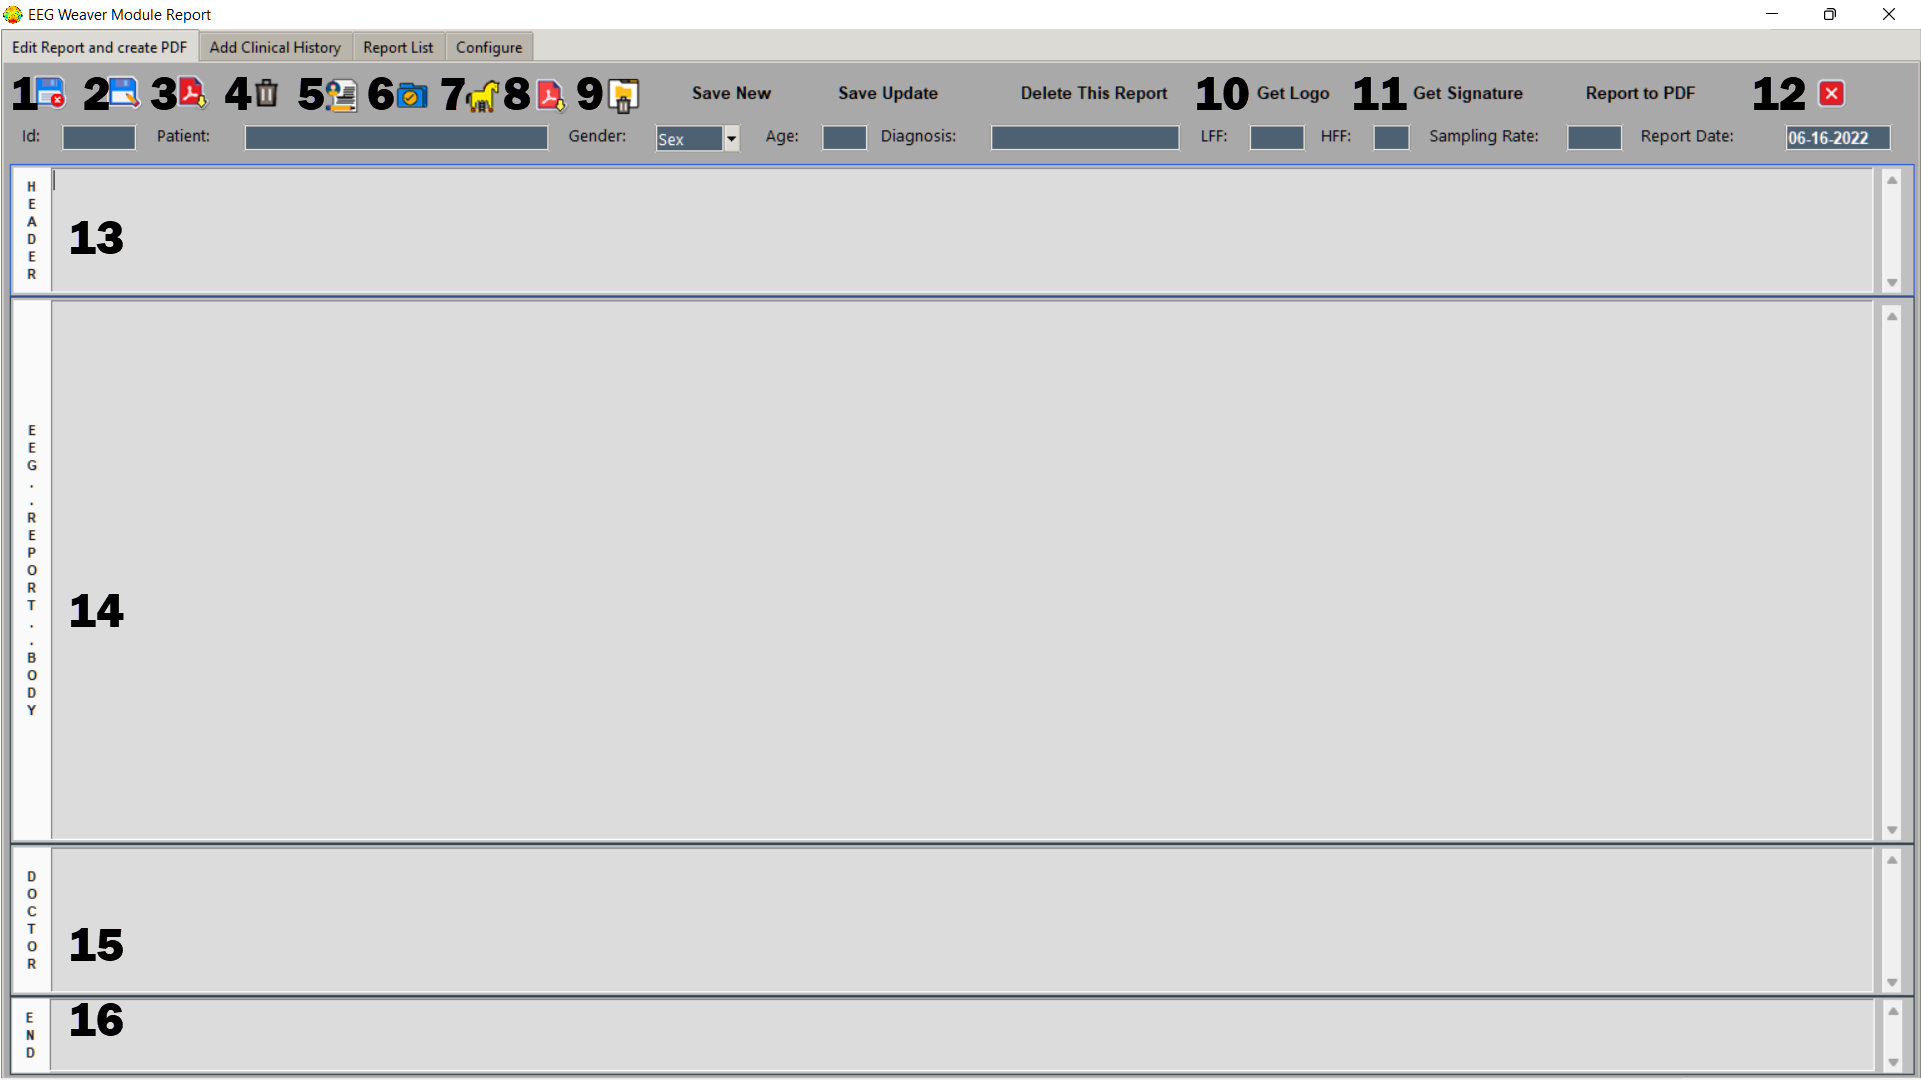 EEG Weaver Module Report
Edit Report and create PDF Add Clinical History Report List Configure
1 2 3 4 5 6 7 8 9 Save New Save Update Delete This Report 10 Get Logo 11 Get Signature Report to PDF 12
Id: Patient: Gender: Sex Age: Diagnosis: LFF: HFF: Sampling Rate: Report Date: 06-16-2022
HEADER
13
EEG..REPORT..BODY
14
DOCTOR
15
END
16